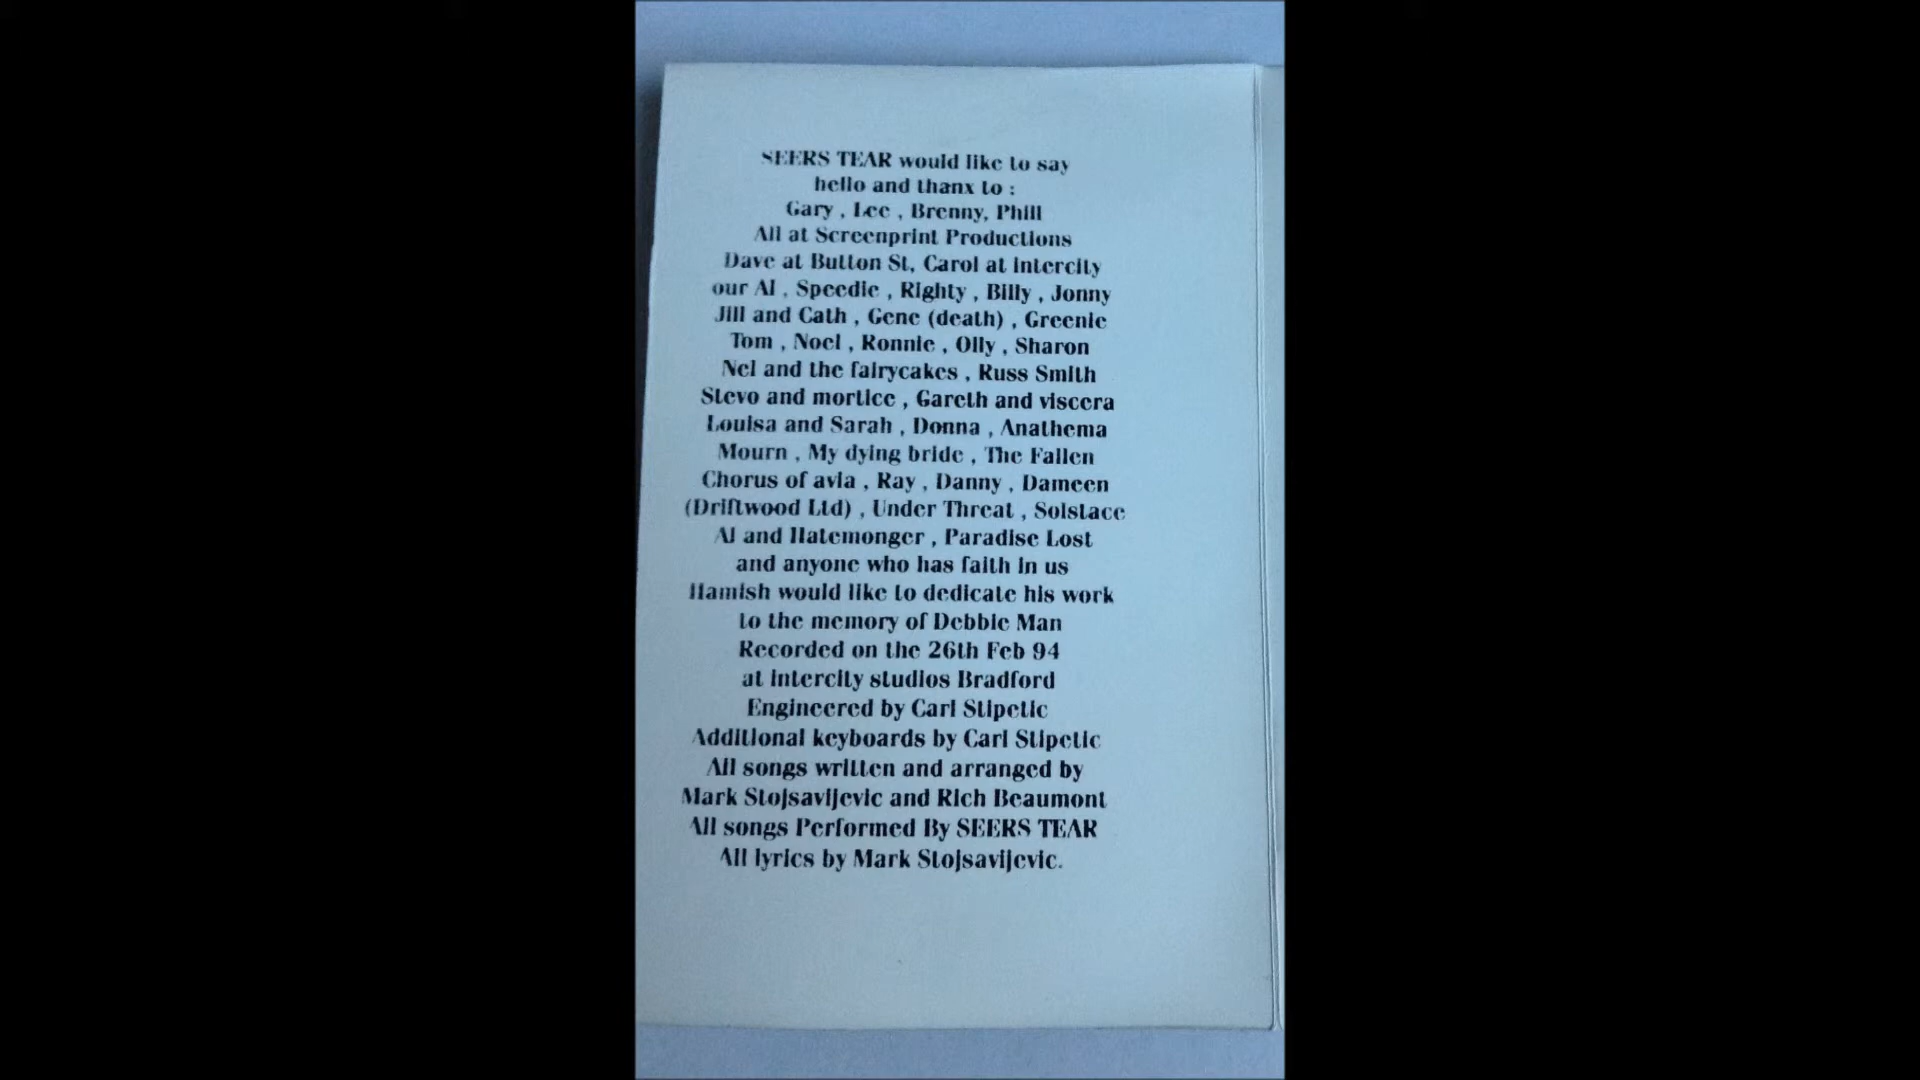 SEERS TEAR would like to say
hello and thanx to :
Gary , Lee , Brenny, Phill
All at Screenprint Productions
Dave at Button St, Carol at intercity
our Al , Speedie , Righty , Billy , Jonny
Jill and Cath , Gene (death) , Greenie
Tom , Noel , Ronnie , Olly , Sharon
Nel and the fairycakes , Russ Smith
Stevo and mortice , Gareth and viscera
Louisa and Sarah , Donna , Anathema
Mourn , My dying bride , The Fallen
Chorus of avia , Ray , Danny , Dameen
(Driftwood Ltd) , Under Threat , Solstace
Al and Hatemonger , Paradise Lost
and anyone who has faith in us
Hamish would like to dedicate his work
to the memory of Debbie Man
Recorded on the 26th Feb 94
at intercity studios Bradford
Engineered by Carl Stipetic
Additional keyboards by Carl Stipetic
All songs written and arranged by
Mark Stojsavijevic and Rich Beaumont
All songs Performed By SEERS TEAR
All lyrics by Mark Stojsavijevic.